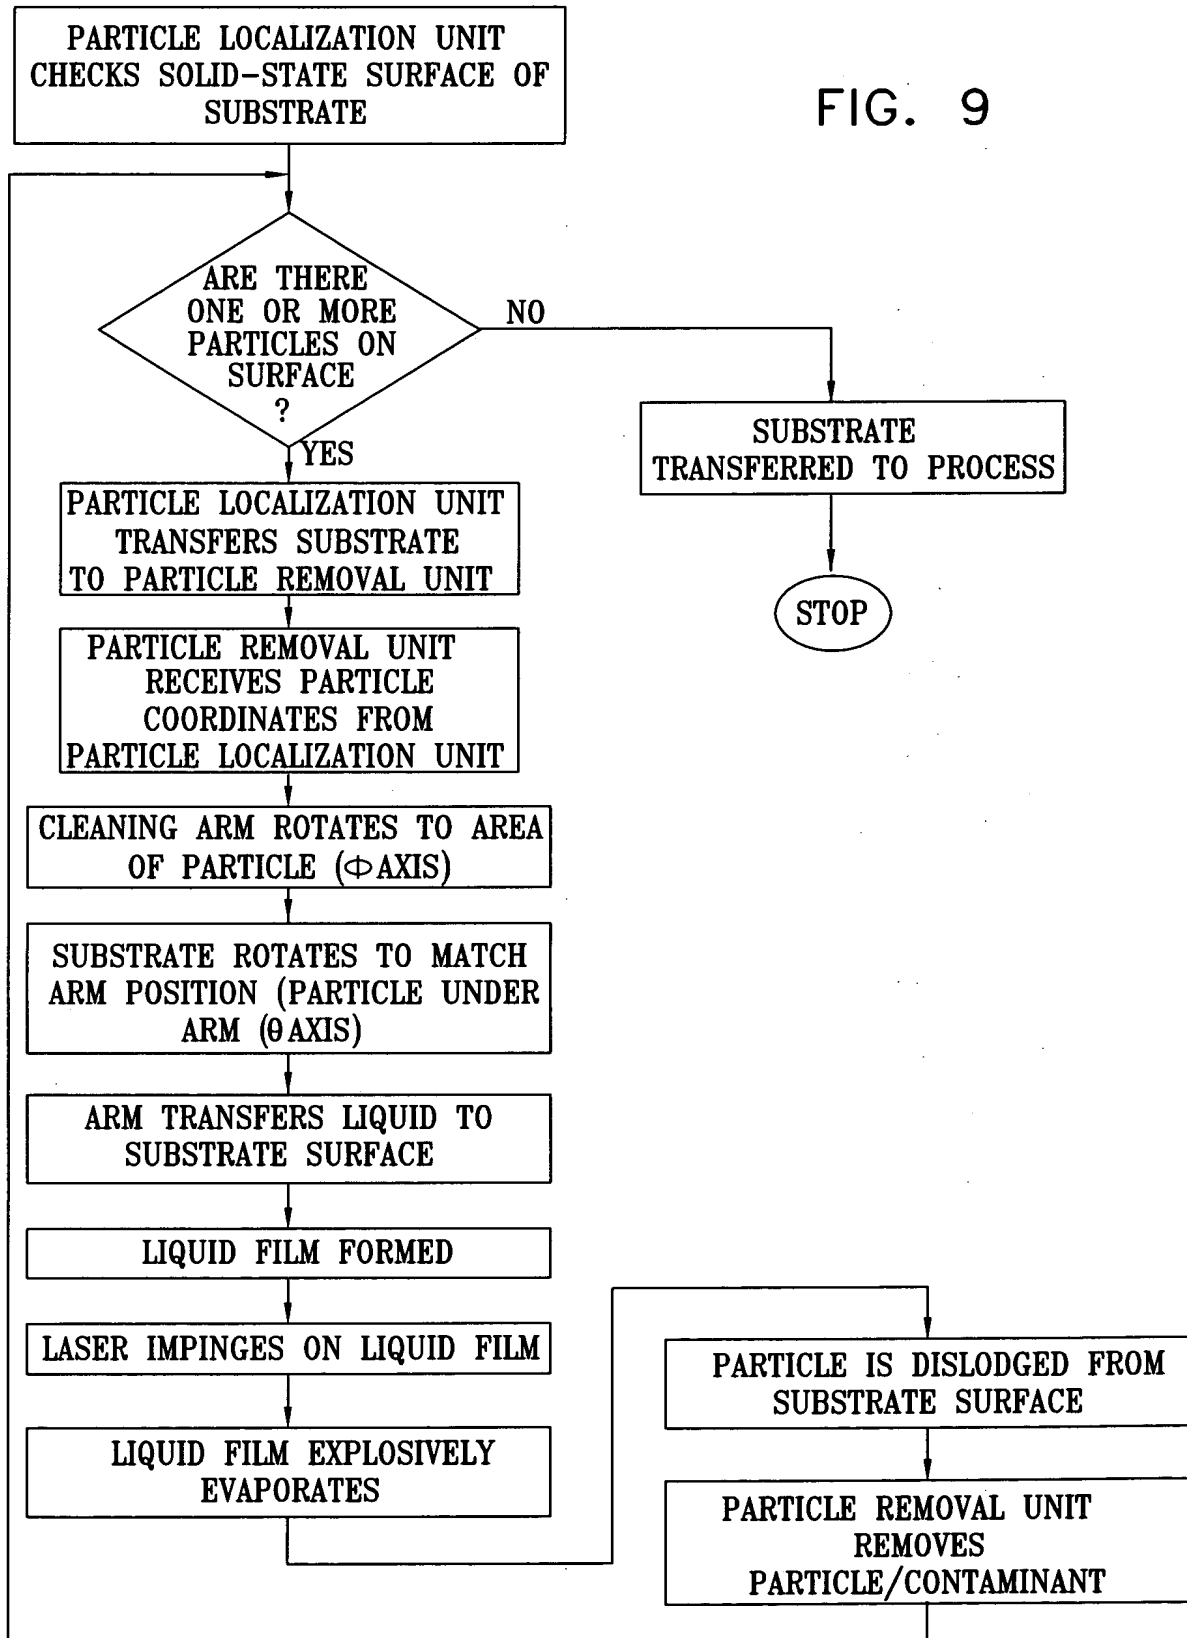 PARTICLE LOCALIZATION UNIT
CHECKS SOLID-STATE SURFACE OF
SUBSTRATE
FIG. 9
ARE THERE
ONE OR MORE
PARTICLES ON
SURFACE
?
NO
YES
SUBSTRATE
TRANSFERRED TO PROCESS
STOP
PARTICLE LOCALIZATION UNIT
TRANSFERS SUBSTRATE
TO PARTICLE REMOVAL UNIT
PARTICLE REMOVAL UNIT
RECEIVES PARTICLE
COORDINATES FROM
PARTICLE LOCALIZATION UNIT
CLEANING ARM ROTATES TO AREA
OF PARTICLE (Φ AXIS)
SUBSTRATE ROTATES TO MATCH
ARM POSITION (PARTICLE UNDER
ARM (θ AXIS)
ARM TRANSFERS LIQUID TO
SUBSTRATE SURFACE
LIQUID FILM FORMED
LASER IMPINGES ON LIQUID FILM
LIQUID FILM EXPLOSIVELY
EVAPORATES
PARTICLE IS DISLODGED FROM
SUBSTRATE SURFACE
PARTICLE REMOVAL UNIT
REMOVES
PARTICLE/CONTAMINANT